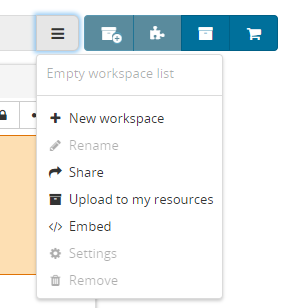 Empty workspace list
New workspace
Rename
Share
Upload to my resources
Embed
Settings
Remove